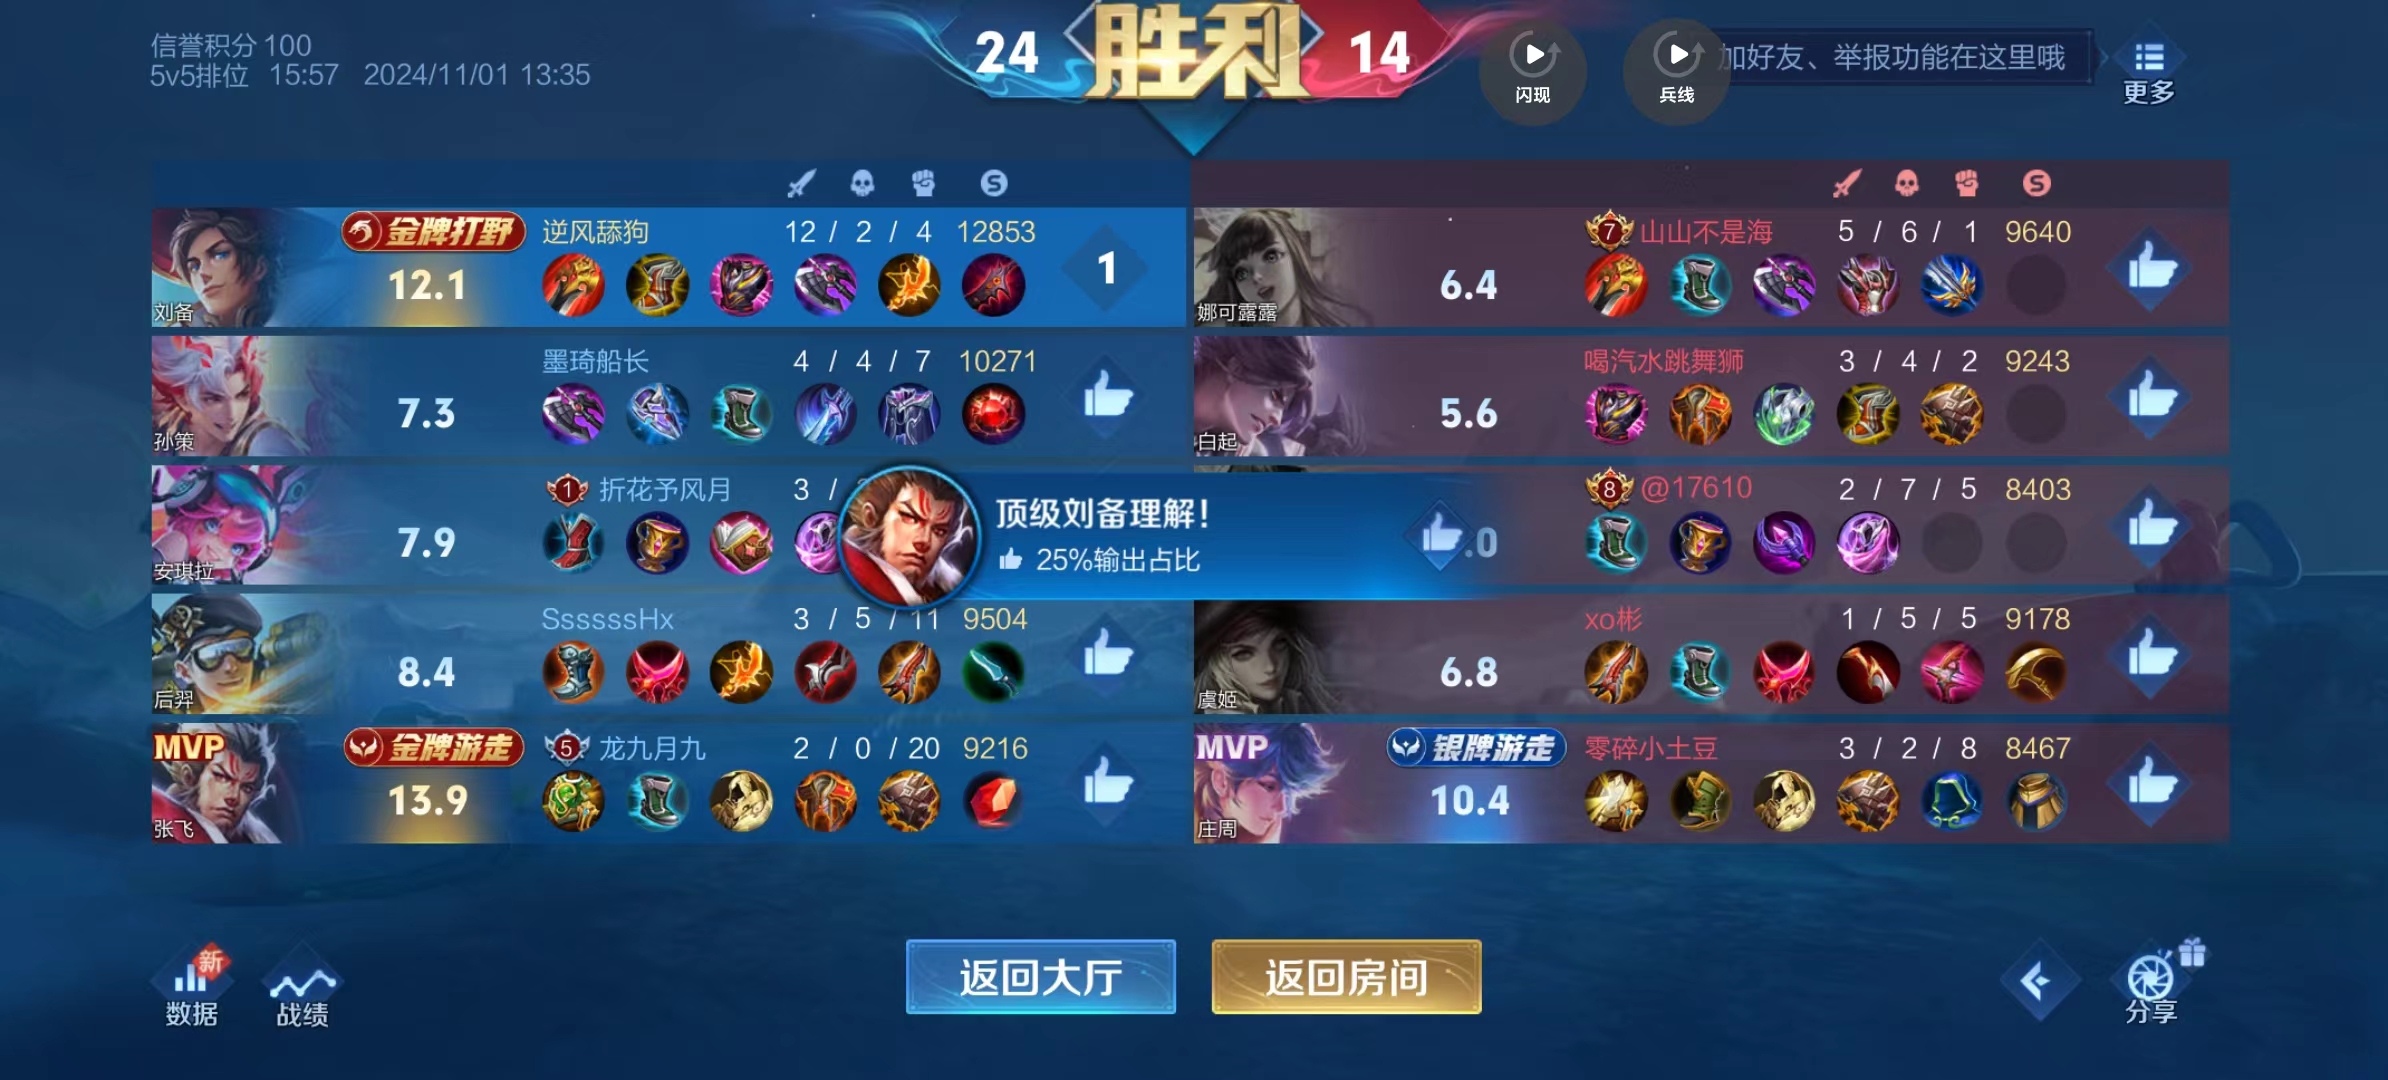 信誉积分 100
5v5排位 15:57 2024/11/01 13:35
24 胜利 14
闪现
兵线
加好友、举报功能在这里哦
更多
S
S
刘备 金牌打野 12.1 逆风舔狗 12 / 2 / 4 12853 1
娜可露露 6.4 7 山山不是海 5 / 6 / 1 9640
孙策 7.3 墨琦船长 4 / 4 / 7 10271
白起 5.6 喝汽水跳舞狮 3 / 4 / 2 9243
安琪拉 7.9 1 折花予风月 3 /
顶级刘备理解！
25%输出占比
.0 8 @17610 2 / 7 / 5 8403
后羿 8.4 SsssssHx 3 / 5 / 11 9504
虞姬 6.8 xo彬 1 / 5 / 5 9178
MVP 张飞 金牌游走 13.9 5 龙九月九 2 / 0 / 20 9216
MVP 庄周 银牌游走 10.4 零碎小土豆 3 / 2 / 8 8467
新
数据
战绩
返回大厅
返回房间
分享